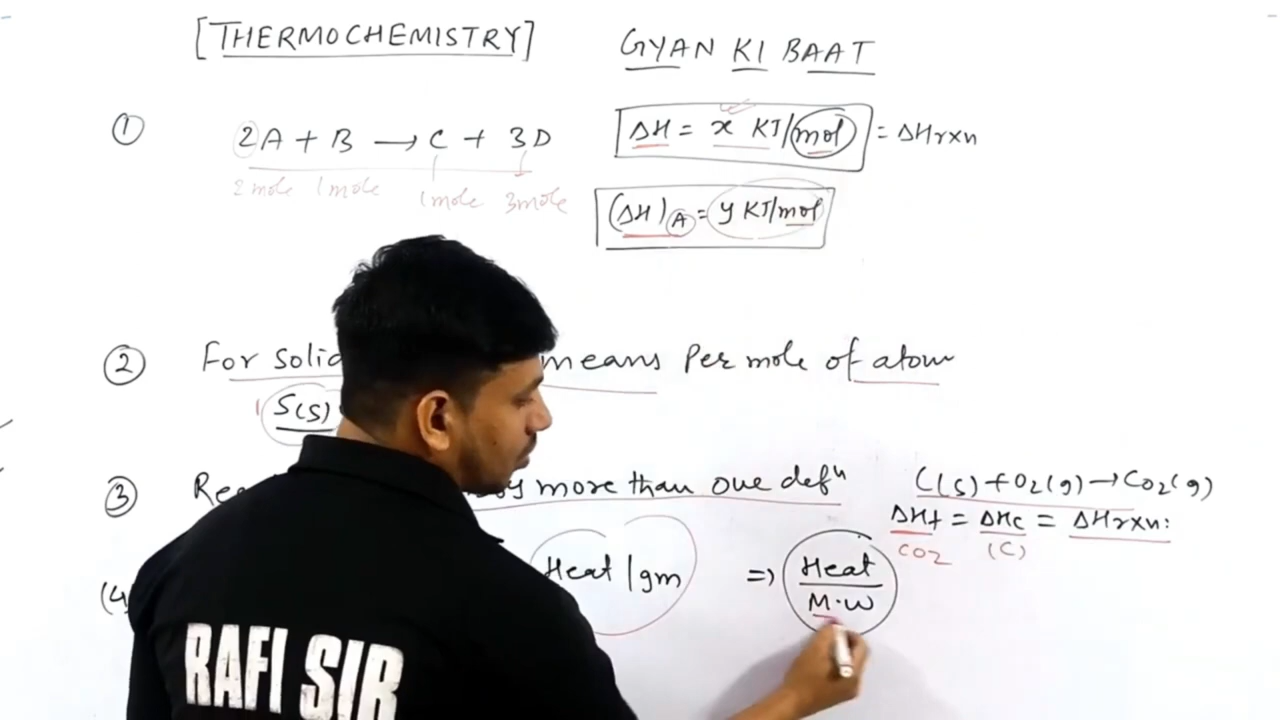 [THERMOCHEMISTRY]
GYAN KI BAAT
① 2A + B → C + 3D
2mole 1mole 1mole 3mole
ΔH = x KJ/mol = ΔHrxn
(ΔH)A = y KJ/mol
② For solid means Per mole of atom
S(s)
③ more than one defⁿ
C(s)+O2(g)→CO2(g)
ΔHf = ΔHc = ΔHrxn:
CO2 (C)
(4 Heat/gm ⇒ Heat
M·W
RAFI SIR